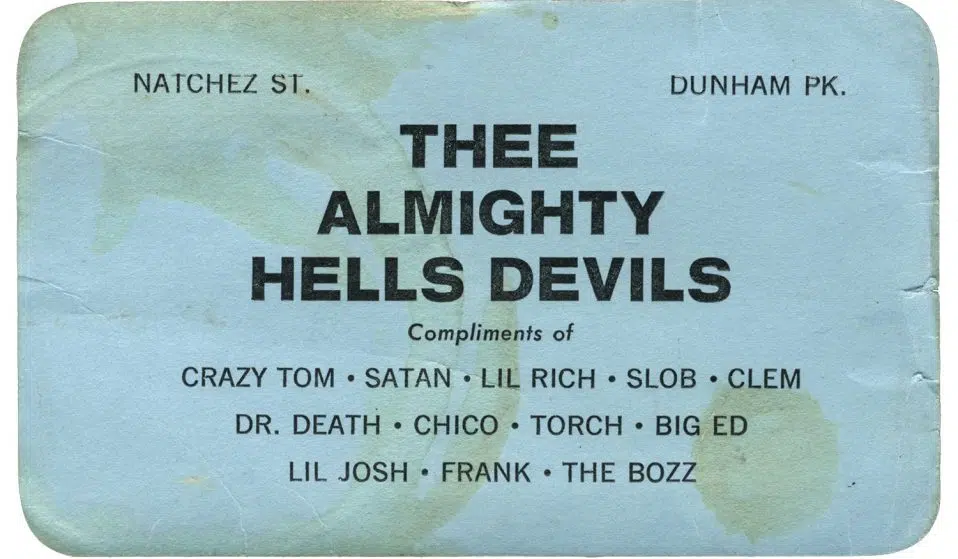 NATCHEZ ST. DUNHAM PK.
THEE
ALMIGHTY
HELLS DEVILS
Compliments of
CRAZY TOM • SATAN • LIL RICH • SLOB • CLEM
DR. DEATH • CHICO • TORCH • BIG ED
LIL JOSH • FRANK • THE BOZZ